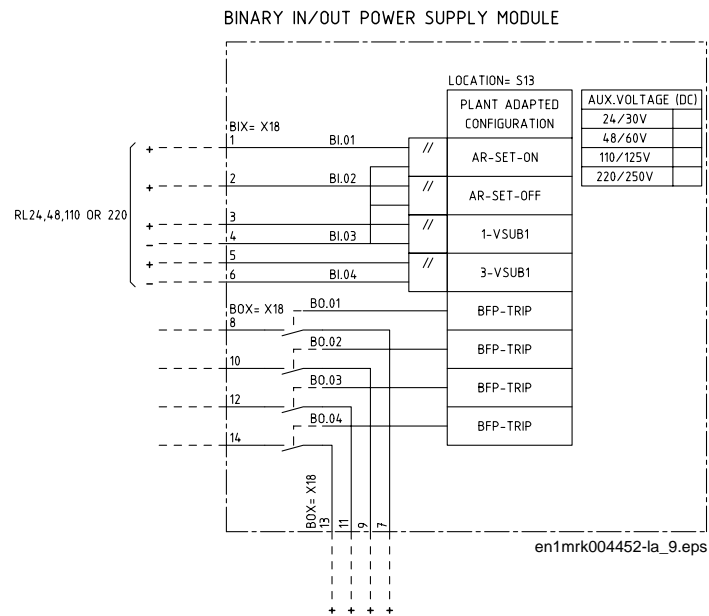 BINARY IN/OUT POWER SUPPLY MODULE
LOCATION= S13
PLANT ADAPTED
CONFIGURATION
AUX.VOLTAGE (DC)
24/30V
48/60V
110/125V
220/250V
BIX= X18
1 BI.01 // AR-SET-ON
+
2 BI.02 // AR-SET-OFF
+
RL24,48,110 OR 220
3 // 1-VSUB1
+
4 BI.03
-
5 // 3-VSUB1
+
6 BI.04
-
BOX= X18
BO.01 BFP-TRIP
8
BO.02 BFP-TRIP
10
BO.03 BFP-TRIP
12
BO.04 BFP-TRIP
14
BOX= X18
13 11 9 7
en1mrk004452-la_9.eps
+ + + +